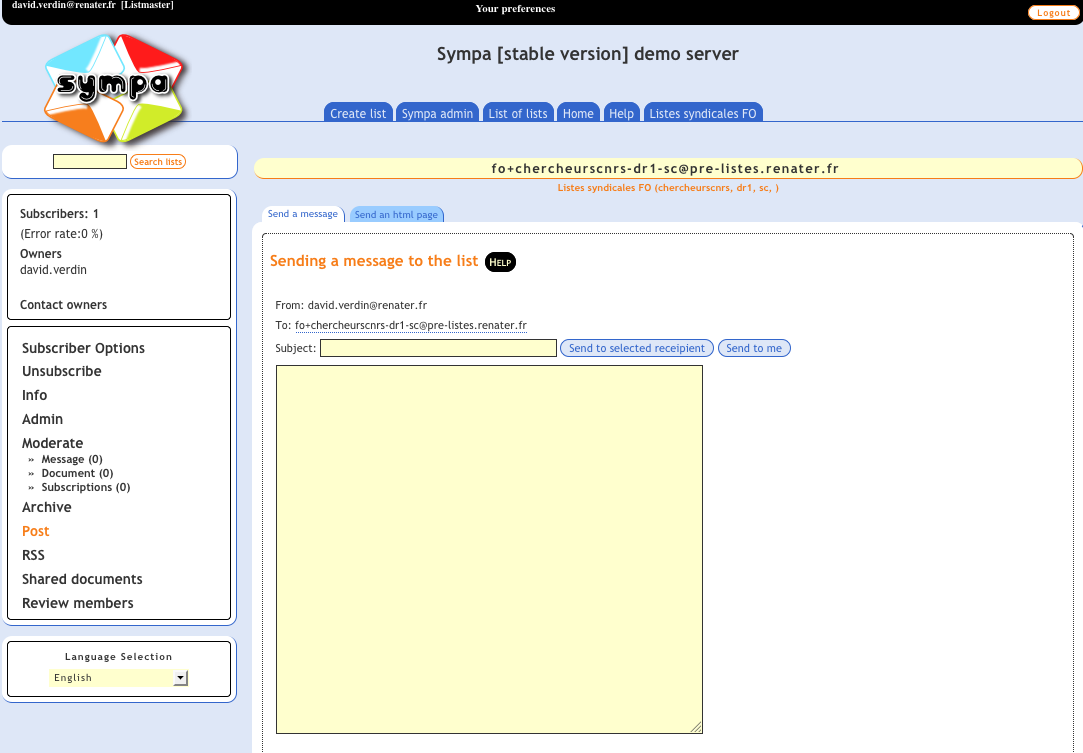 david.verdin@renater.fr [Listmaster]
Your preferences
Logout
sympa
Sympa [stable version] demo server
Create list
Sympa admin
List of lists
Home
Help
Listes syndicales FO
Search lists
fo+chercheurscnrs-dr1-sc@pre-listes.renater.fr
Listes syndicales FO (chercheurscnrs, dr1, sc, )
Subscribers: 1
(Error rate:0 %)
Owners
david.verdin
Contact owners
Subscriber Options
Unsubscribe
Info
Admin
Moderate
» Message (0)
» Document (0)
» Subscriptions (0)
Archive
Post
RSS
Shared documents
Review members
Language Selection
English
Send a message
Send an html page
Sending a message to the list HELP
From: david.verdin@renater.fr
To: fo+chercheurscnrs-dr1-sc@pre-listes.renater.fr
Subject:
Send to selected receipient
Send to me